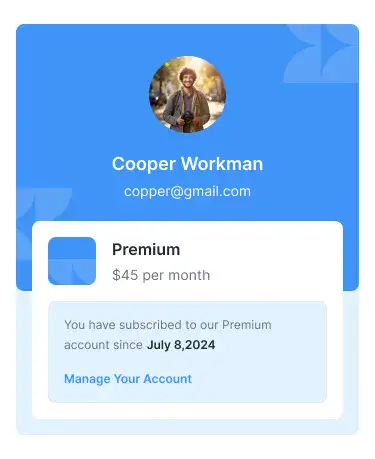 Cooper Workman
copper@gmail.com
Premium
$45 per month
You have subscribed to our Premium
account since July 8,2024
Manage Your Account